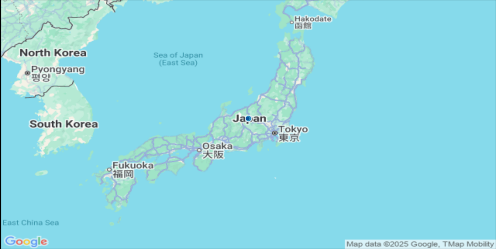 Hakodate
函館
North Korea
Sea of Japan
(East Sea)
Pyongyang
평양
South Korea
Japan
Tokyo
東京
Osaka
大阪
Fukuoka
福岡
East China Sea
Google
Map data ©2025 Google, TMap Mobility